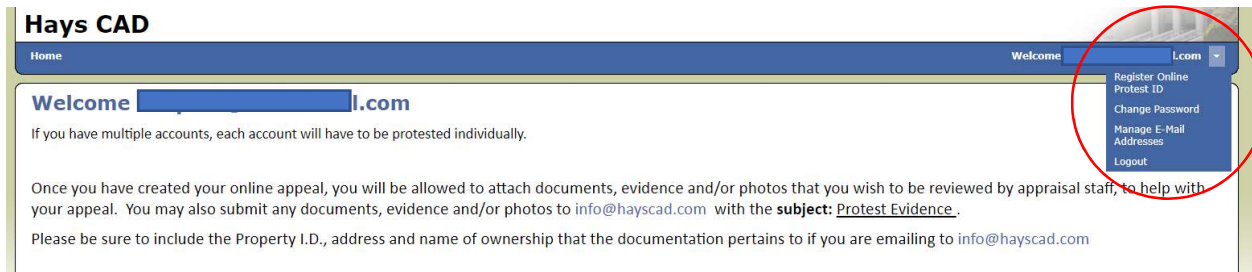 Hays CAD
Home
Welcome l.com
Register Online
Protest ID
Change Password
Manage E-Mail
Addresses
Logout
Welcome l.com
If you have multiple accounts, each account will have to be protested individually.
Once you have created your online appeal, you will be allowed to attach documents, evidence and/or photos that you wish to be reviewed by appraisal staff, to help with
your appeal. You may also submit any documents, evidence and/or photos to info@hayscad.com with the subject: Protest Evidence .
Please be sure to include the Property I.D., address and name of ownership that the documentation pertains to if you are emailing to info@hayscad.com